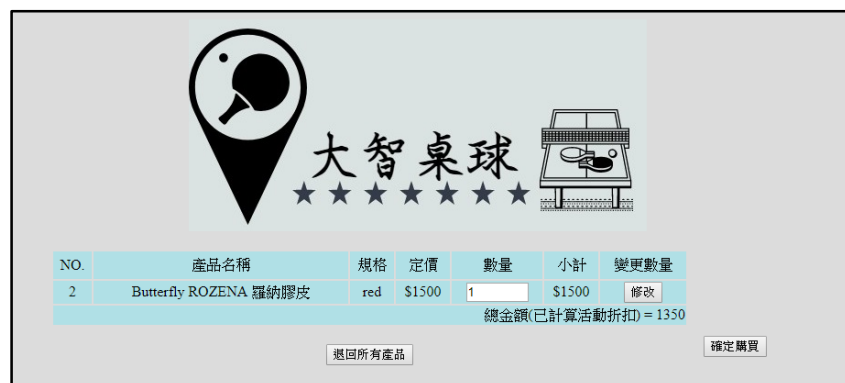 大智桌球
NO. 產品名稱 規格 定價 數量 小計 變更數量
2 Butterfly ROZENA 羅納膠皮 red $1500 1 $1500 修改
總金額(已計算活動折扣) = 1350
退回所有產品 確定購買